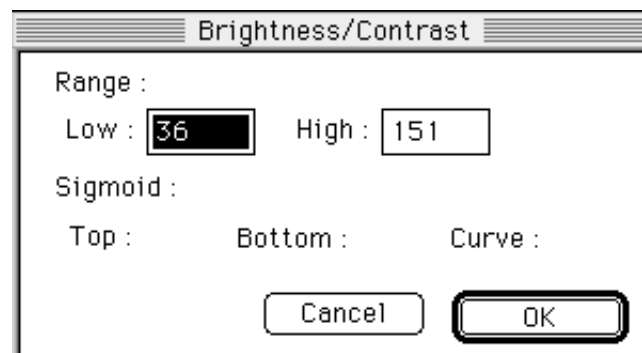 Brightness/Contrast
Range :
Low : 36 High : 151
Sigmoid :
Top : Bottom : Curve :
Cancel OK